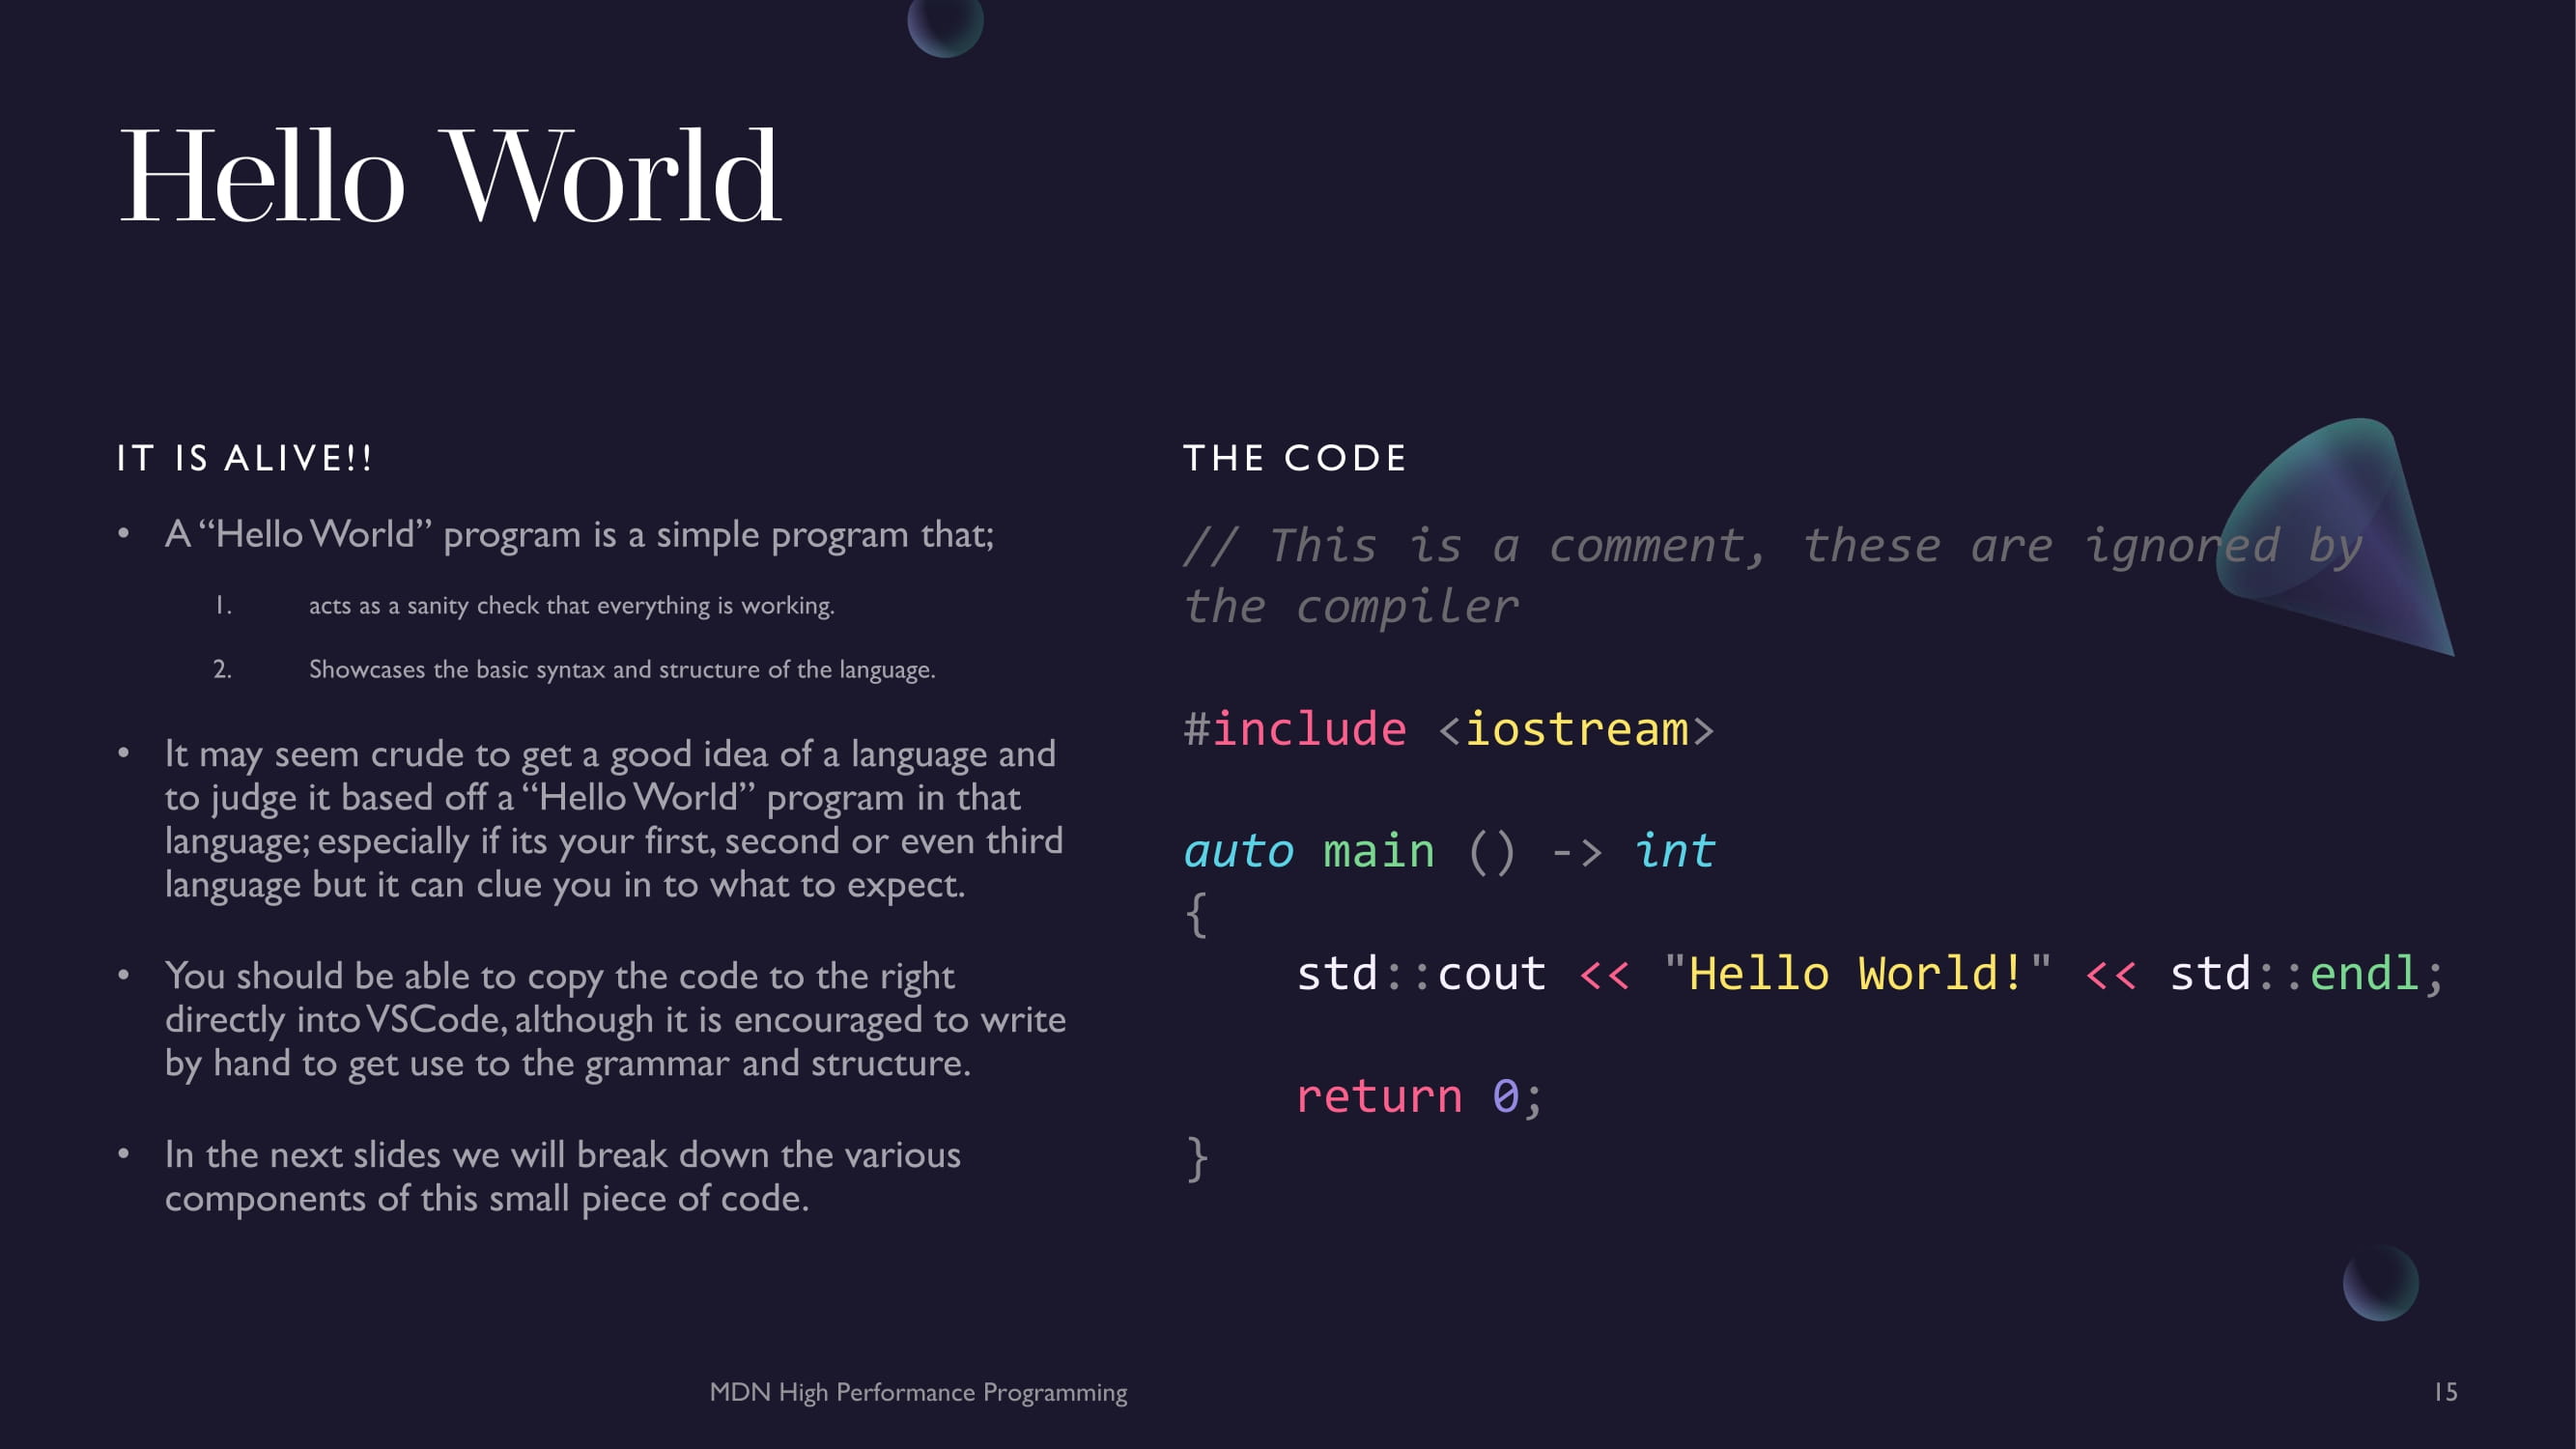 Hello World
IT IS ALIVE!!
• A “Hello World” program is a simple program that;
1. acts as a sanity check that everything is working.
2. Showcases the basic syntax and structure of the language.
• It may seem crude to get a good idea of a language and
to judge it based off a “Hello World” program in that
language; especially if its your first, second or even third
language but it can clue you in to what to expect.
• You should be able to copy the code to the right
directly into VSCode, although it is encouraged to write
by hand to get use to the grammar and structure.
• In the next slides we will break down the various
components of this small piece of code.
THE CODE
// This is a comment, these are ignored by
the compiler
#include <iostream>
auto main () -> int
{
    std::cout << "Hello World!" << std::endl;
    return 0;
}
MDN High Performance Programming
15